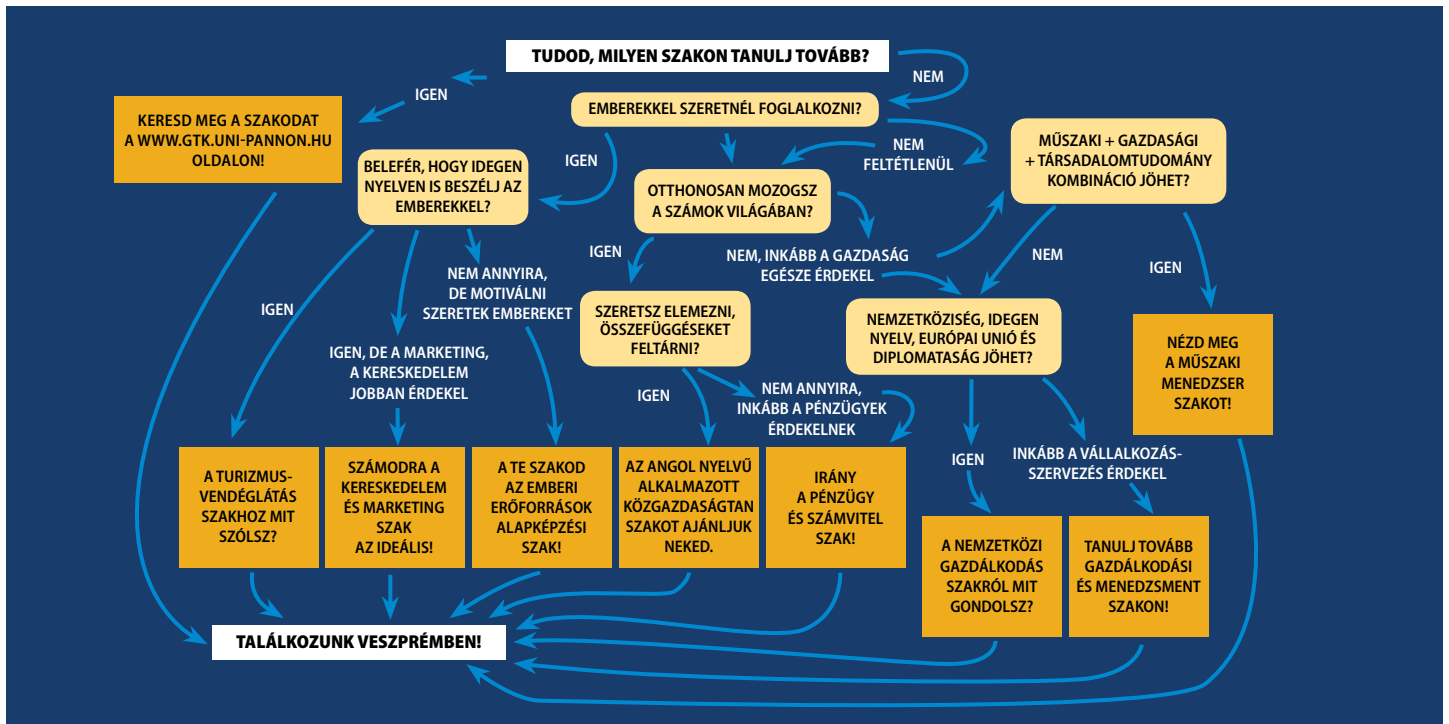 TUDOD, MILYEN SZAKON TANULJ TOVÁBB?
IGEN
NEM
KERESD MEG A SZAKODAT
A WWW.GTK.UNI-PANNON.HU
OLDALON!
EMBEREKKEL SZERETNÉL FOGLALKOZNI?
IGEN
NEM
FELTÉTLENÜL
BELEFÉR, HOGY IDEGEN
NYELVEN IS BESZÉLJ AZ
EMBEREKKEL?
OTTHONOSAN MOZOGSZ
A SZÁMOK VILÁGÁBAN?
MŰSZAKI + GAZDASÁGI
+ TÁRSADALOMTUDOMÁNY
KOMBINÁCIÓ JÖHET?
IGEN
NEM ANNYIRA,
DE MOTIVÁLNI
SZERETEK EMBEREKET
IGEN, DE A MARKETING,
A KERESKEDELEM
JOBBAN ÉRDEKEL
IGEN
NEM, INKÁBB A GAZDASÁG
EGÉSZE ÉRDEKEL
NEM
IGEN
SZERETSZ ELEMEZNI,
ÖSSZEFÜGGÉSEKET
FELTÁRNI?
NEMZETKÖZISÉG, IDEGEN
NYELV, EURÓPAI UNIÓ ÉS
DIPLOMATASÁG JÖHET?
NÉZD MEG
A MŰSZAKI
MENEDZSER
SZAKOT!
IGEN
NEM ANNYIRA,
INKÁBB A PÉNZÜGYEK
ÉRDEKELNEK
IGEN
INKÁBB A VÁLLALKOZÁS-
SZERVEZÉS ÉRDEKEL
A TURIZMUS-
VENDÉGLÁTÁS
SZAKHOZ MIT
SZÓLSZ?
SZÁMODRA A
KERESKEDELEM
ÉS MARKETING
SZAK
AZ IDEÁLIS!
A TE SZAKOD
AZ EMBERI
ERŐFORRÁSOK
ALAPKÉPZÉSI
SZAK!
AZ ANGOL NYELVŰ
ALKALMAZOTT
KÖZGAZDASÁGTAN
SZAKOT AJÁNLJUK
NEKED.
IRÁNY
A PÉNZÜGY
ÉS SZÁMVITEL
SZAK!
A NEMZETKÖZI
GAZDÁLKODÁS
SZAKRÓL MIT
GONDOLSZ?
TANULJ TOVÁBB
GAZDÁLKODÁSI
ÉS MENEDZSMENT
SZAKON!
TALÁLKOZUNK VESZPRÉMBEN!